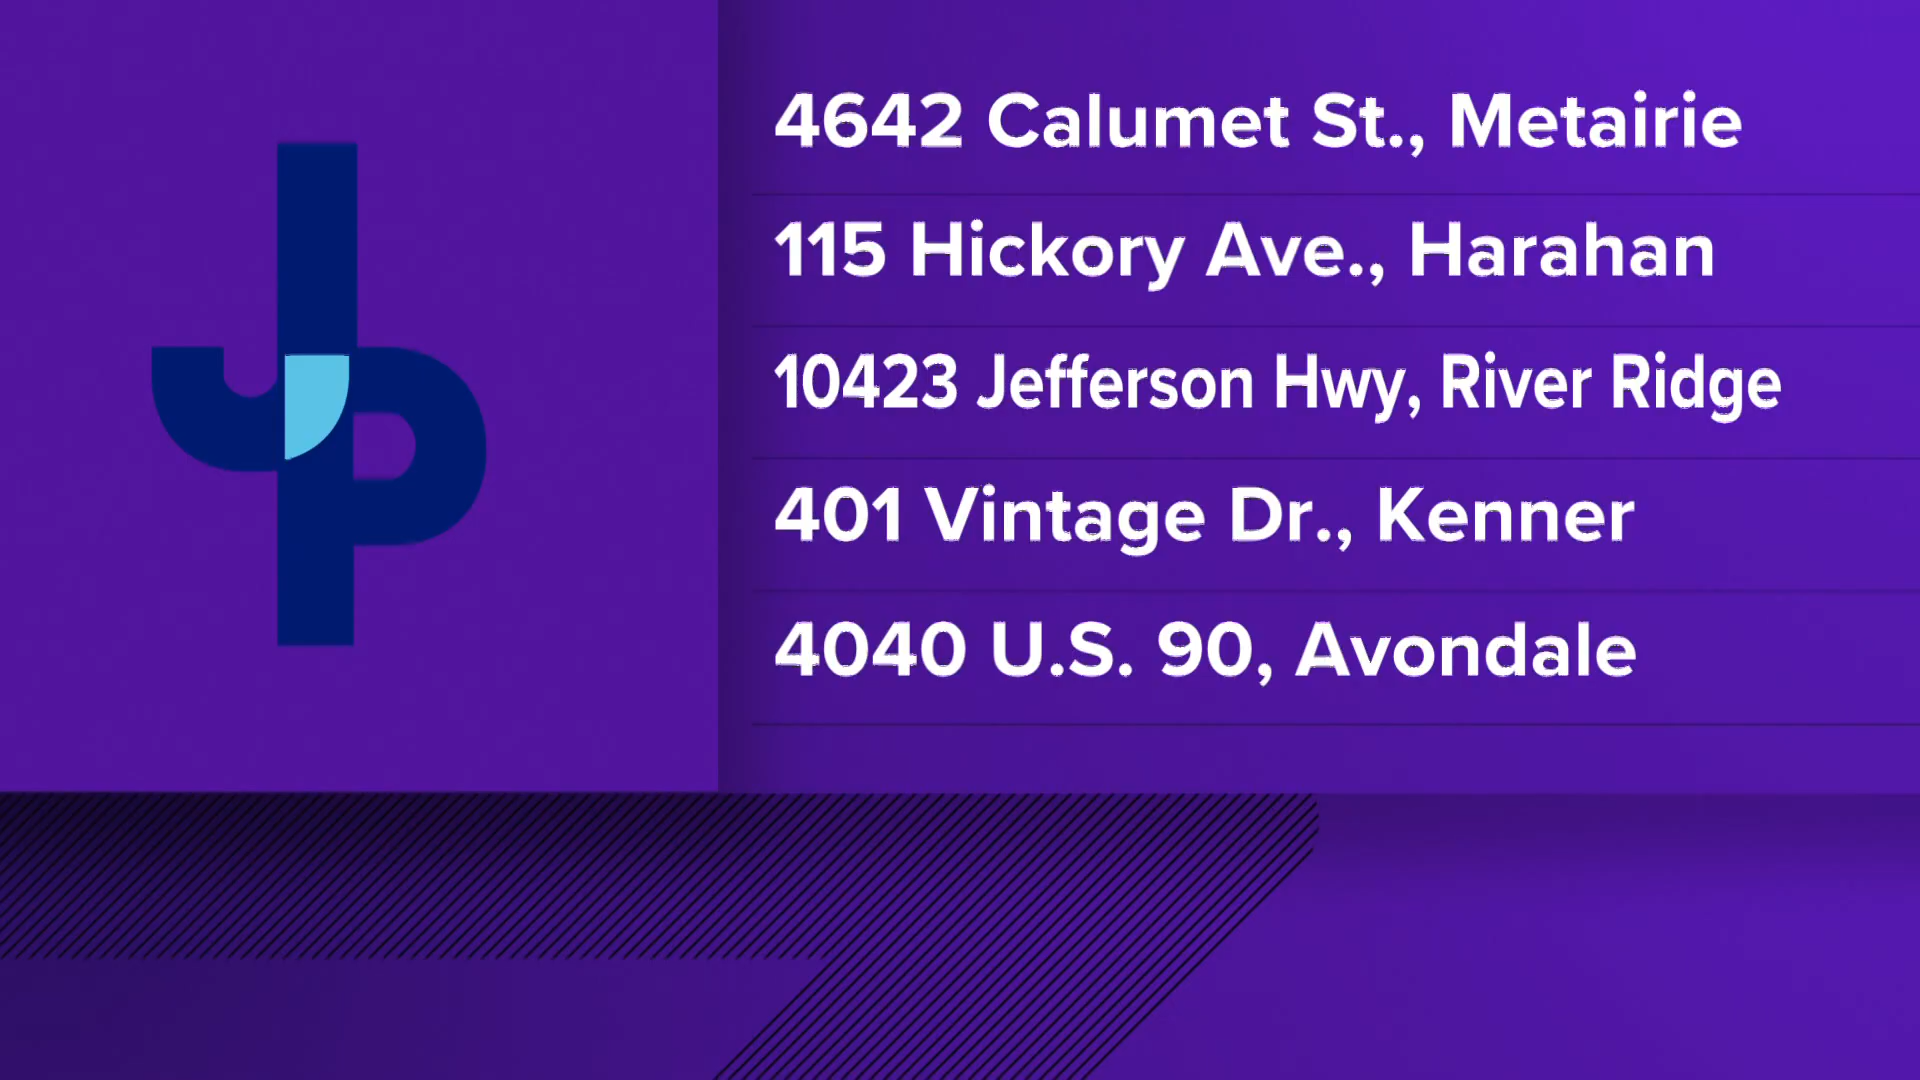 4642 Calumet St., Metairie
115 Hickory Ave., Harahan
10423 Jefferson Hwy, River Ridge
401 Vintage Dr., Kenner
4040 U.S. 90, Avondale